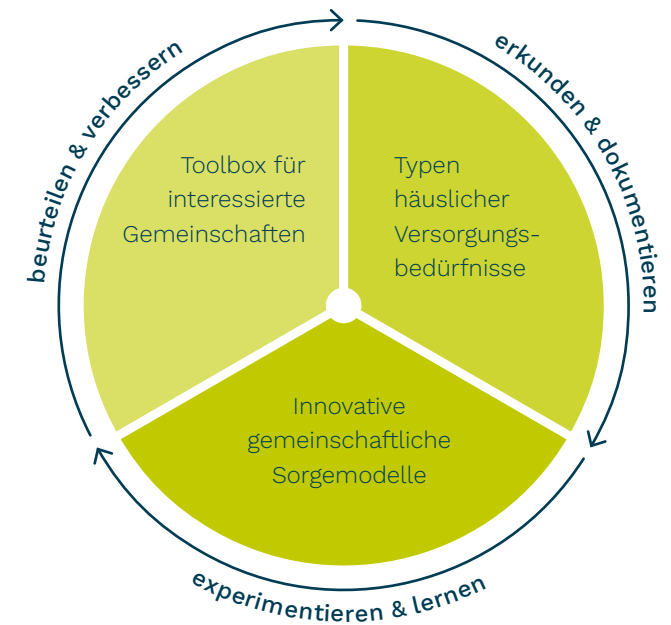 erkunden & dokumentieren
Typen
häuslicher
Versorgungs-
bedürfnisse
experimentieren & lernen
Innovative
gemeinschaftliche
Sorgemodelle
beurteilen & verbessern
Toolbox für
interessierte
Gemeinschaften